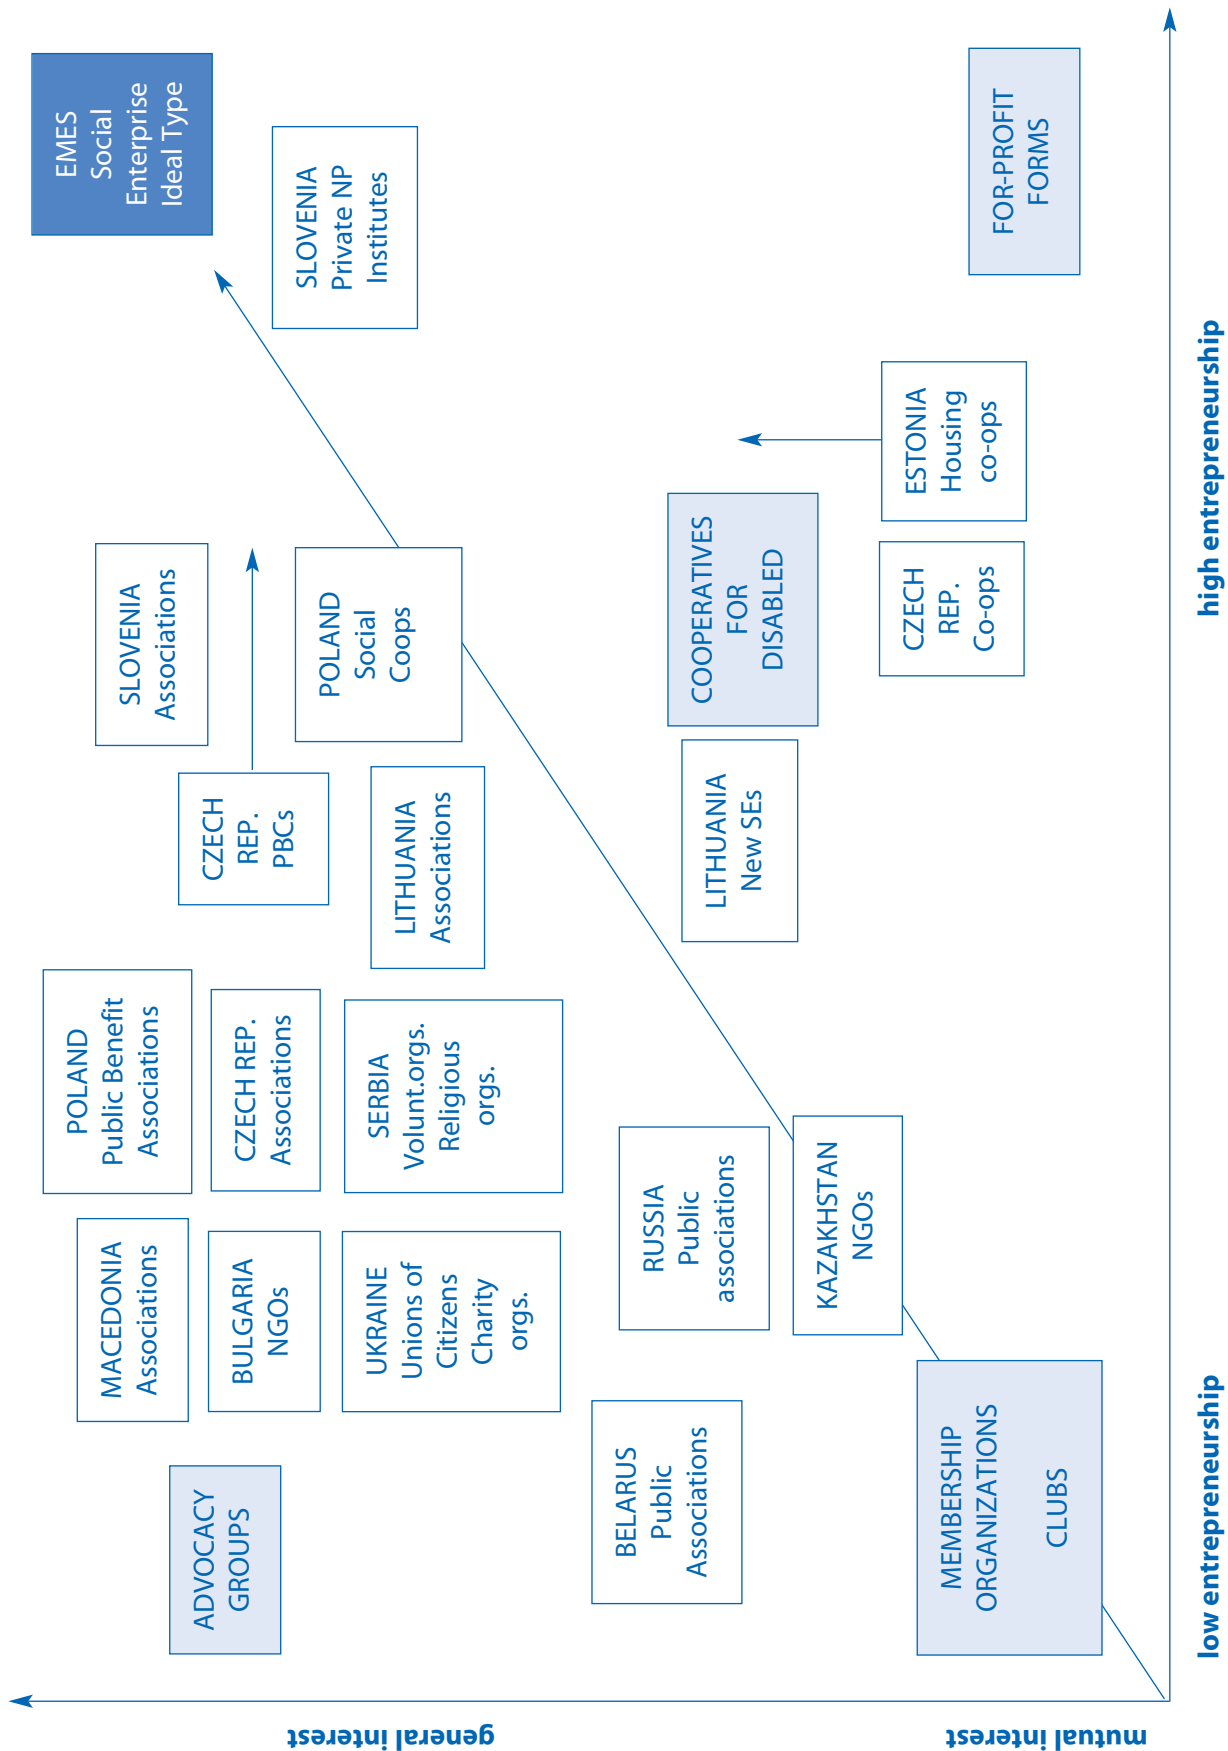 EMES
Social
Enterprise
Ideal Type
SLOVENIA
Associations
POLAND
Public Benefit
Associations
MACEDONIA
Associations
ADVOCACY
GROUPS
CZECH
REP.
PBCs
CZECH REP.
Associations
BULGARIA
NGOs
SLOVENIA
Private NP
Institutes
POLAND
Social
Coops
LITHUANIA
Associations
SERBIA
Volunt.orgs.
Religious
orgs.
UKRAINE
Unions of
Citizens
Charity
orgs.
BELARUS
Public
Associations
RUSSIA
Public
associations
COOPERATIVES
FOR
DISABLED
LITHUANIA
New SEs
KAZAKHSTAN
NGOs
ESTONIA
Housing
co-ops
CZECH
REP.
Co-ops
MEMBERSHIP
ORGANIZATIONS
CLUBS
FOR-PROFIT
FORMS
general interest
mutual interest
low entrepreneurship
high entrepreneurship